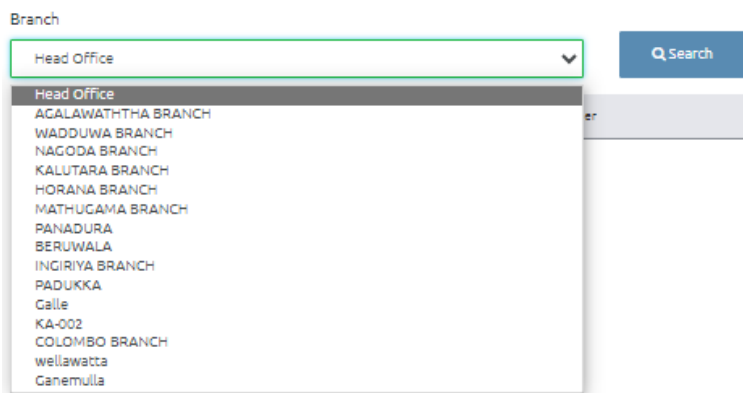 Branch
Head Office
Search
Head Office
AGALAWATHTHA BRANCH
er
WADDUWA BRANCH
NAGODA BRANCH
KALUTARA BRANCH
HORANA BRANCH
MATHUGAMA BRANCH
PANADURA
BERUWALA
INGIRIYA BRANCH
PADUKKA
Galle
KA-002
COLOMBO BRANCH
wellawatta
Ganemulla